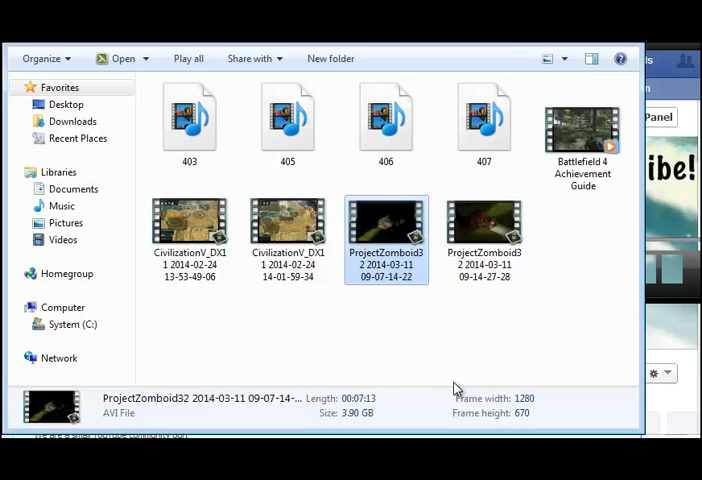 Organize Open Play all Share with New folder
Favorites
Desktop
Downloads
Recent Places
Libraries
Documents
Music
Pictures
Videos
Homegroup
Computer
System (C:)
Network
403 405 406 407 Battlefield 4
Achievement
Guide
CivilizationV_DX1
1 2014-02-24
13-53-49-06
CivilizationV_DX1
1 2014-02-24
14-01-59-34
ProjectZomboid3
2 2014-03-11
09-07-14-22
ProjectZomboid3
2 2014-03-11
09-14-27-28
ProjectZomboid32 2014-03-11 09-07-14-... Length: 00:07:13 Frame width: 1280
AVI File Size: 3.90 GB Frame height: 670
Panel
ibe!